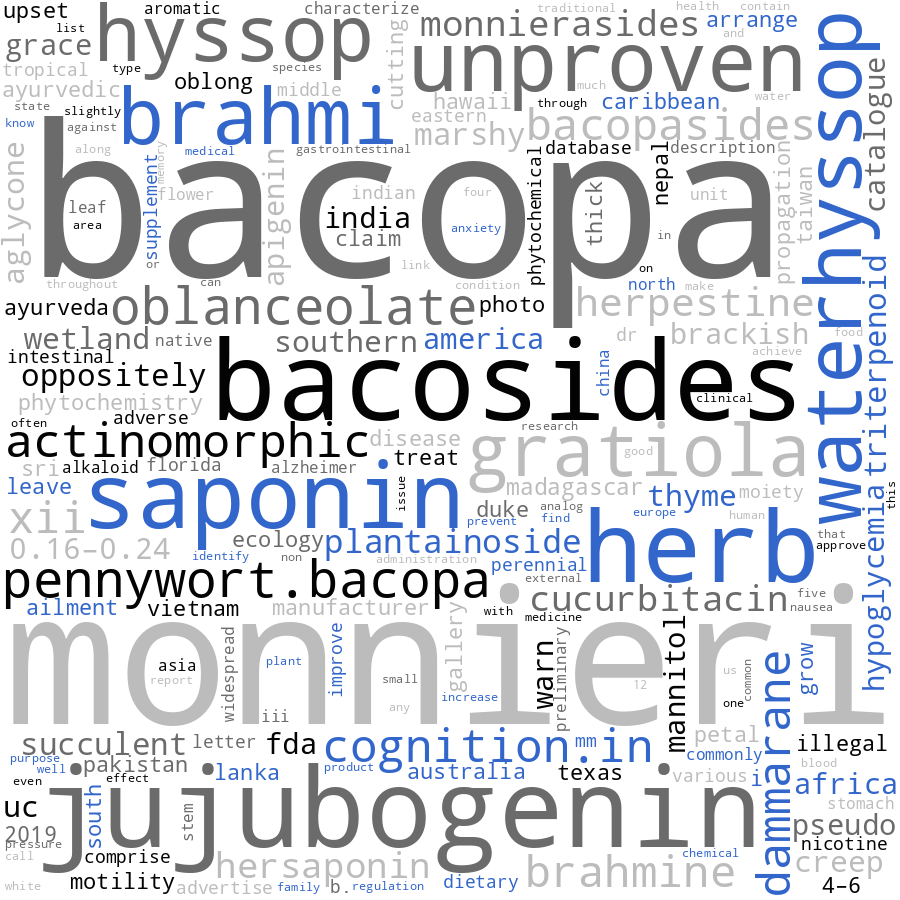 upset
aromatic
characterize
traditional
health
contain
list
hyssop
monnierasides
arrange
grace
cutting
and
unproven
waterhyssop
tropical
type
species
oblong
middle
much
water
ayurvedic
brahmi
hawaii
through
caribbean
catalogue
state
slightly
eastern
know
against
marshy
bacopasides
along
medical
gastrointestinal
database
description
memory
bacopa
aglycone
supplement
flower
apigenin
indian
four
phytochemical
thick
nepal
unit
propagation
taiwan
leaf
area
india
anxiety
claim
in
or
link
on
throughout
can
condition
north
make
ayurveda
oblanceolate
photo
herpestine
triterpenoid
wetland
native
southern
america
dr
brackish
food
intestinal
china
achieve
oppositely
bacosides
clinical
phytochemistry
adverse
often
research
actinomorphic
disease
gratiola
good
sri
alkaloid
florida
alzheimer
treat
leave
saponin
issue
madagascar
thyme
moiety
this
xii
duke
analog
prevent
find
europe
human
herb
that
0.16–0.24
ecology
plantainoside
approve
identify
non
administration
perennial
hypoglycemia
pennywort.bacopa
external
cucurbitacin
five
nausea
ailment
vietnam
manufacturer
with
medicine
monnieri
widespread
improve
gallery
warn
preliminary
mannitol
grow
asia
plant
us
common
report
small
12
increase
any
one
iii
dammarane
succulent
letter
fda
cognition.in
mm
petal
illegal
purpose
well
pakistan
commonly
blood
even
effect
lanka
product
australia
texas
various
i
africa
jujubogenin
uc
south
stem
stomach
2019
pseudo
pressure
nicotine
call
comprise
hersaponin
brahmine
chemical
creep
white
motility
advertise
family
b.
regulation
dietary
4–6